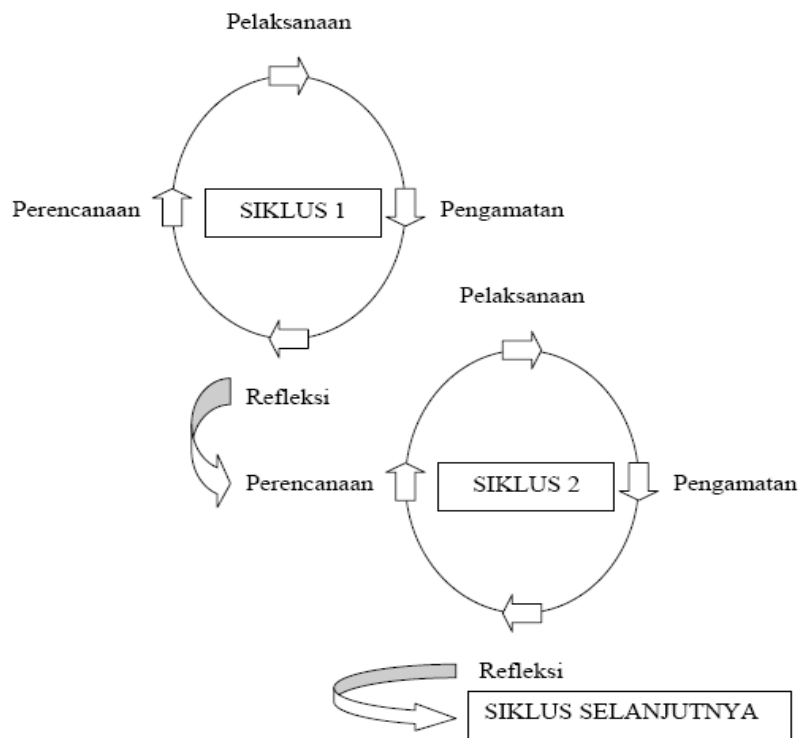 Pelaksanaan
Perencanaan
SIKLUS 1
Pengamatan
Pelaksanaan
Refleksi
Perencanaan
SIKLUS 2
Pengamatan
Refleksi
SIKLUS SELANJUTNYA